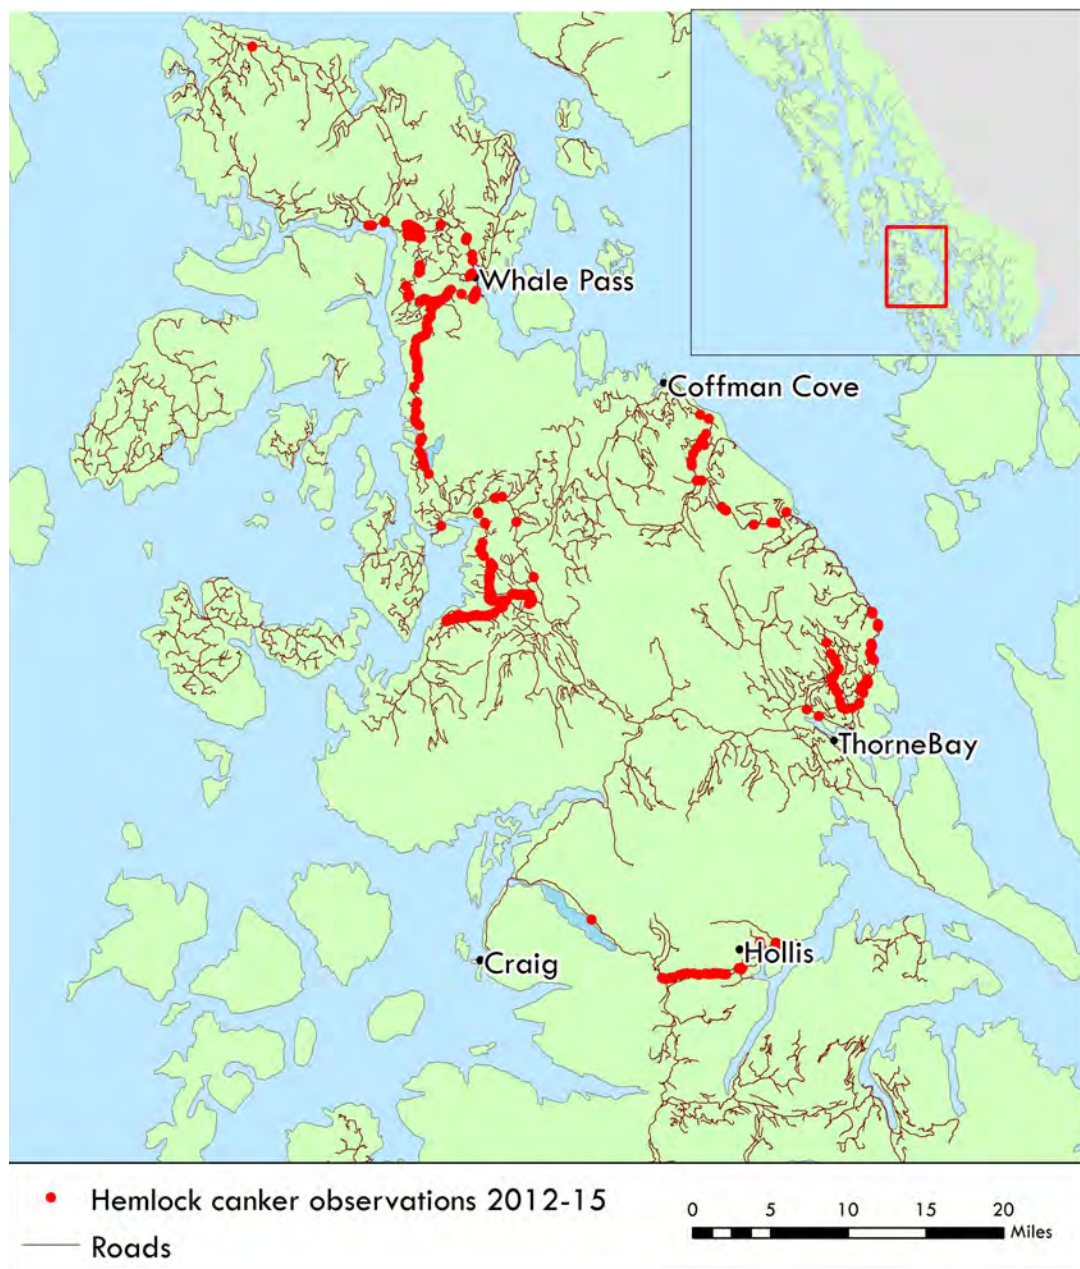 Whale Pass
Coffman Cove
ThorneBay
Hollis
Craig
Hemlock canker observations 2012-15
Roads
0 5 10 15 20
Miles